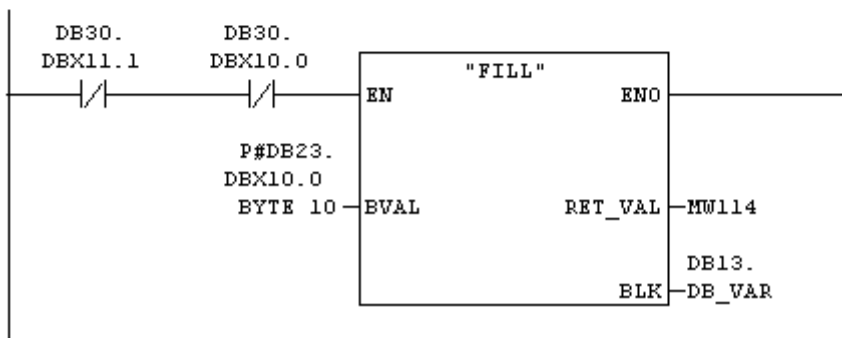 DB30. DB30.
DBX11.1 DBX10.0
"FILL"
EN ENO
P#DB23.
DBX10.0
BYTE 10 BVAL RET_VAL MW114
DB13.
BLK DB_VAR